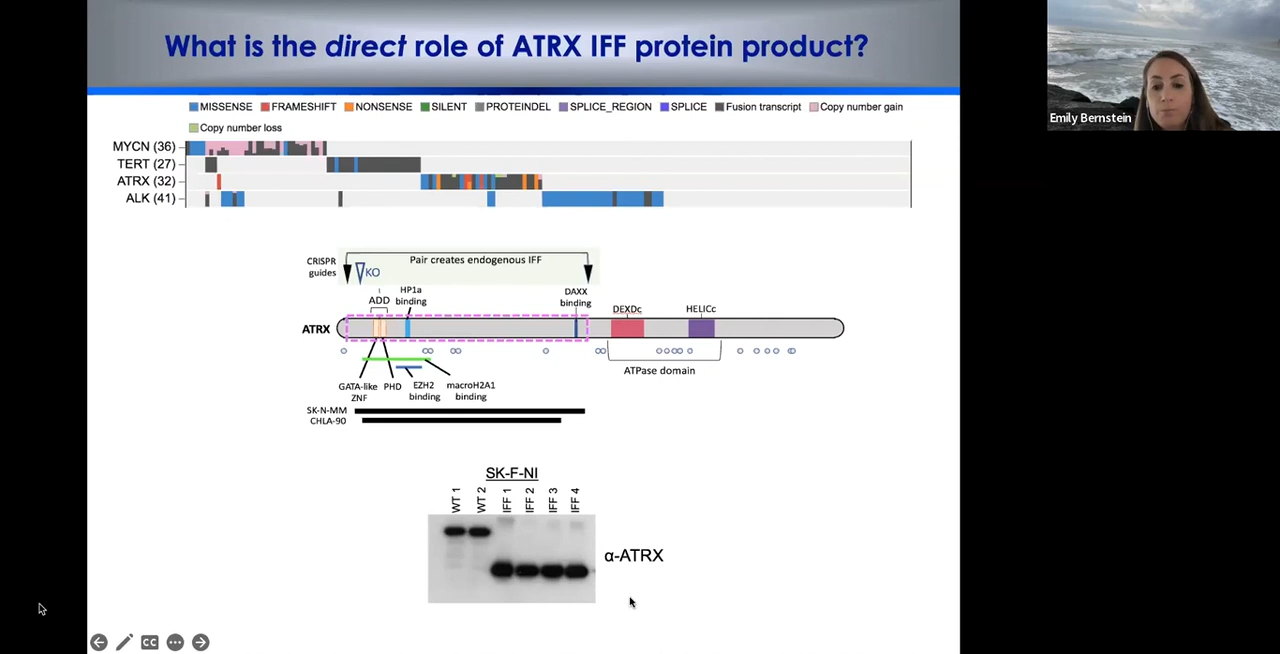 What is the direct role of ATRX IFF protein product?
Emily Bernstein
MISSENSE FRAMESHIFT NONSENSE SILENT PROTEINDEL SPLICE_REGION SPLICE Fusion transcript Copy number gain
Copy number loss
MYCN (36)
TERT (27)
ATRX (32)
ALK (41)
CRISPR
guides
KO
Pair creates endogenous IFF
ADD
HP1a
binding
DAXX
binding
DEXDc
HELICc
ATRX
ATPase domain
GATA-like
ZNF
PHD
EZH2
binding
macroH2A1
binding
SK-N-MM
CHLA-90
SK-F-NI
WT 1
WT 2
IFF 1
IFF 2
IFF 3
IFF 4
α-ATRX
CC